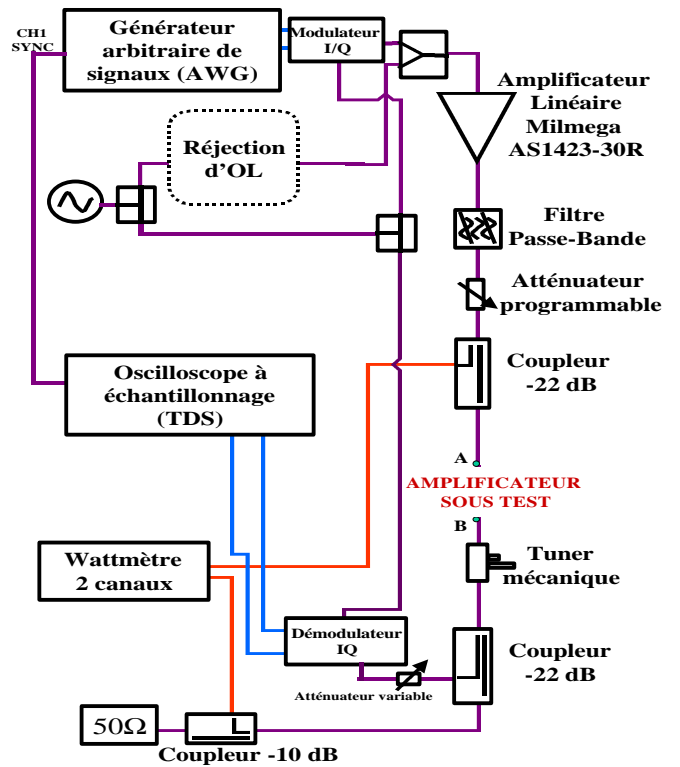 CH1
SYNC
Générateur
arbitraire de
signaux (AWG)
Modulateur
I/Q
Amplificateur
Linéaire
Milmega
AS1423-30R
Réjection
d'OL
Filtre
Passe-Bande
Atténuateur
programmable
Coupleur
-22 dB
Oscilloscope à
échantillonnage
(TDS)
A
AMPLIFICATEUR
SOUS TEST
B
Wattmètre
2 canaux
Tuner
mécanique
Démodulateur
IQ
Coupleur
-22 dB
Atténuateur variable
50Ω
Coupleur -10 dB